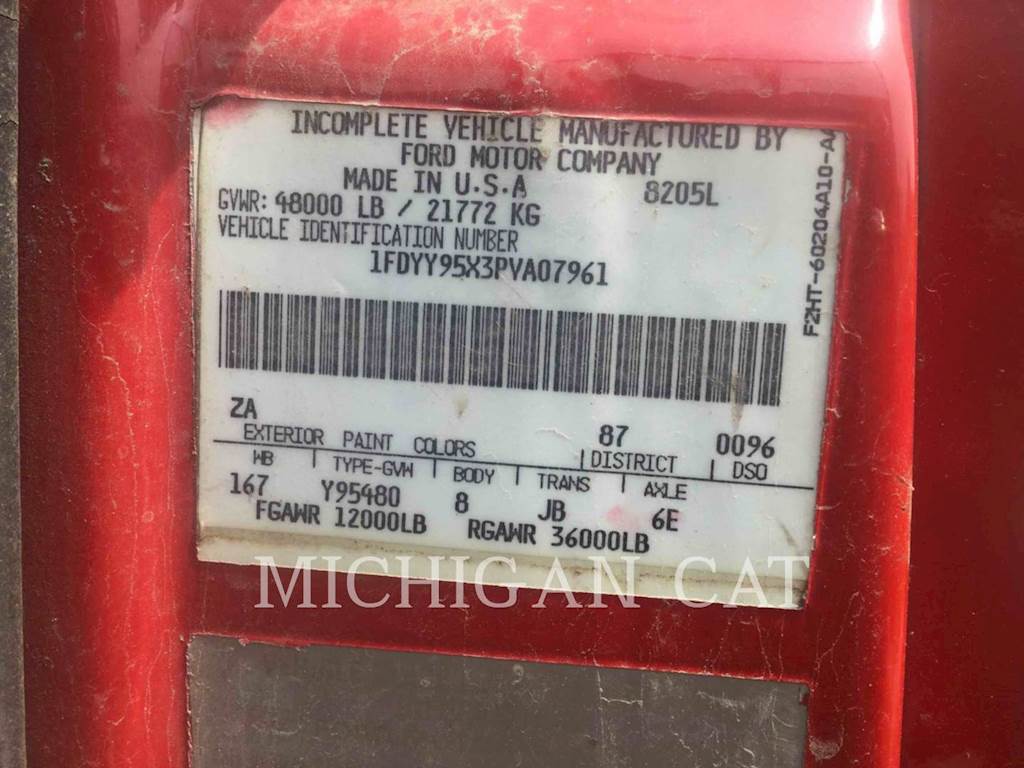 INCOMPLETE VEHICLE MANUFACTURED BY
FORD MOTOR COMPANY
MADE IN U.S.A 8205L
GVWR: 48000 LB / 21772 KG
VEHICLE IDENTIFICATION NUMBER
1FDYY95X3PVA07961
F2HT-60204A10-A
ZA 87 0096
EXTERIOR PAINT COLORS DISTRICT DSO
WB TYPE-GVW BODY TRANS AXLE
167 Y95480 8 JB 6E
FGAWR 12000LB RGAWR 36000LB
MICHIGAN CAT